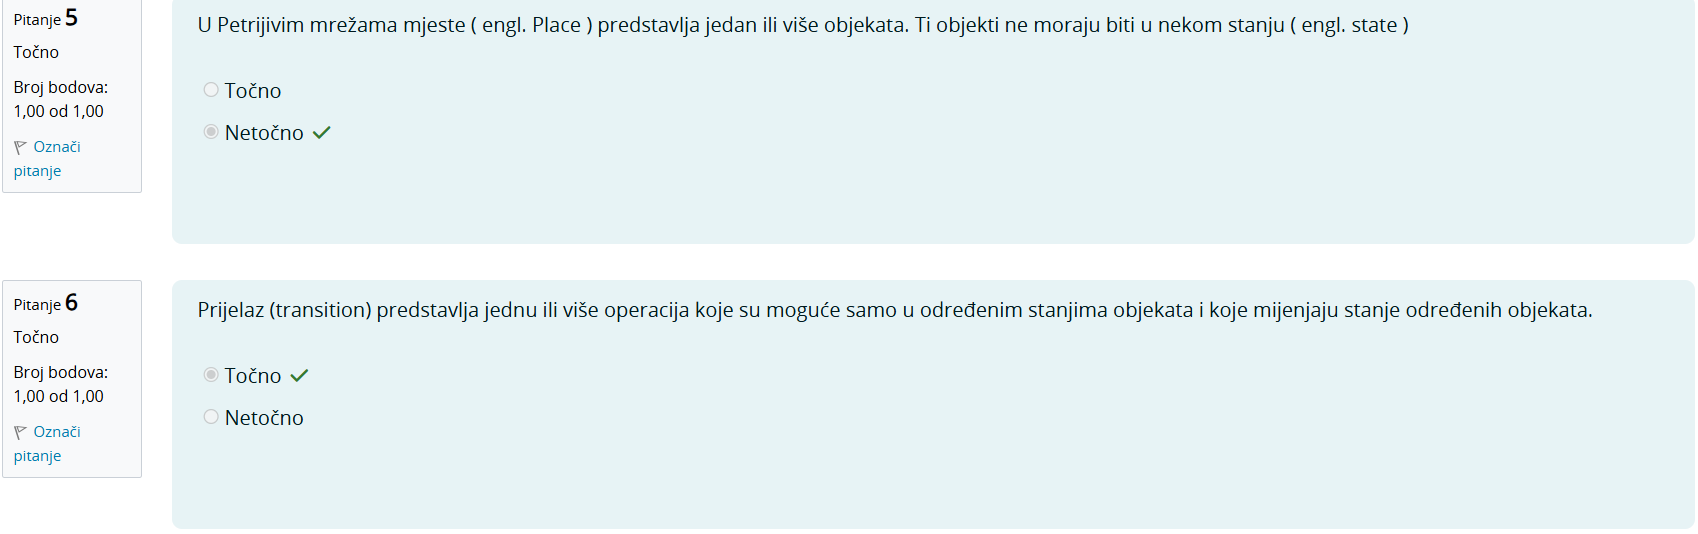 Pitanje 5
Točno
Broj bodova:
1,00 od 1,00
Označi
pitanje
U Petrijivim mrežama mjeste ( engl. Place ) predstavlja jedan ili više objekata. Ti objekti ne moraju biti u nekom stanju ( engl. state )
Točno
Netočno
Pitanje 6
Točno
Broj bodova:
1,00 od 1,00
Označi
pitanje
Prijelaz (transition) predstavlja jednu ili više operacija koje su moguće samo u određenim stanjima objekata i koje mijenjaju stanje određenih objekata.
Točno
Netočno